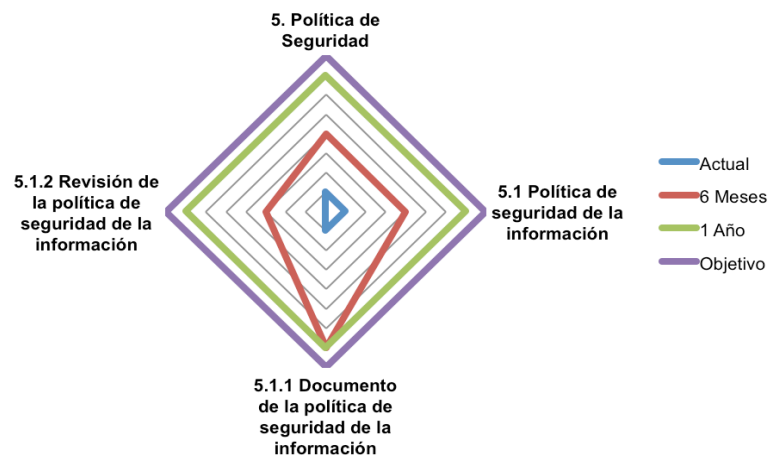 5. Política de
Seguridad
5.1 Política de
seguridad de la
información
5.1.1 Documento
de la política de
seguridad de la
información
5.1.2 Revisión de
la política de
seguridad de la
información
Actual
6 Meses
1 Año
Objetivo